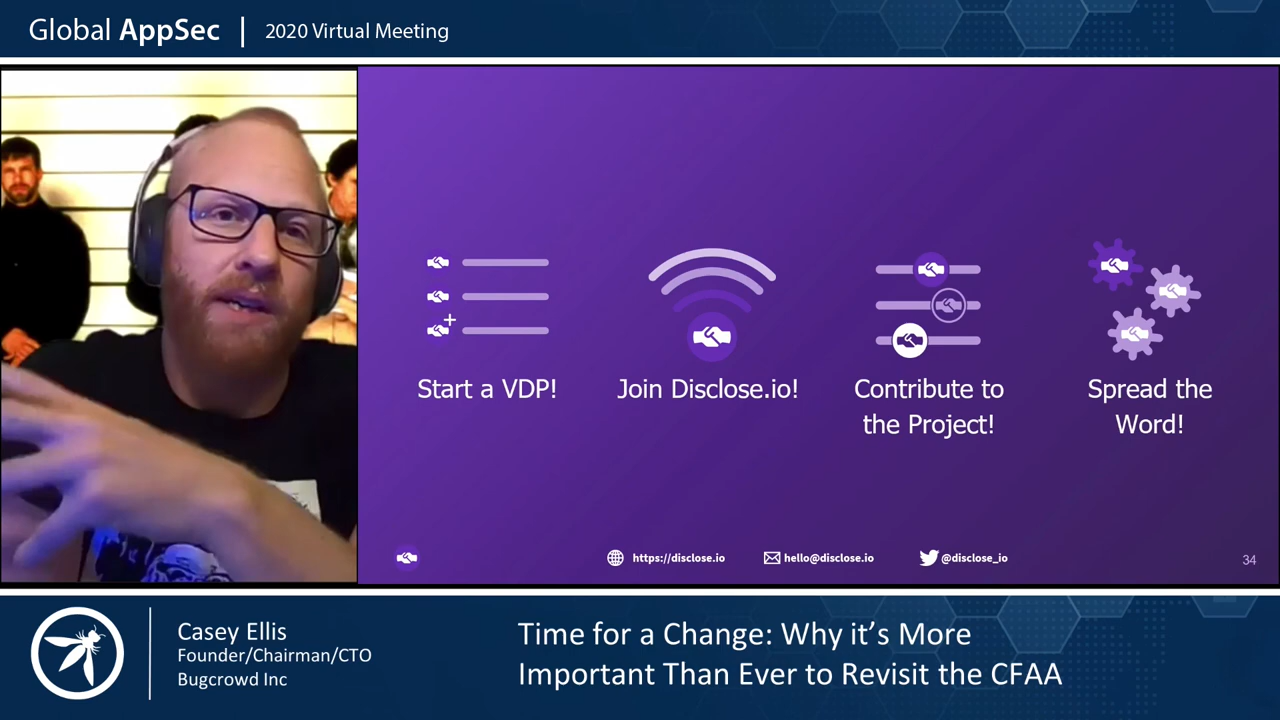 Global AppSec | 2020 Virtual Meeting
Start a VDP!
Join Disclose.io!
Contribute to
the Project!
Spread the
Word!
https://disclose.io
hello@disclose.io
@disclose_io
34
Casey Ellis
Founder/Chairman/CTO
Bugcrowd Inc
Time for a Change: Why it’s More
Important Than Ever to Revisit the CFAA